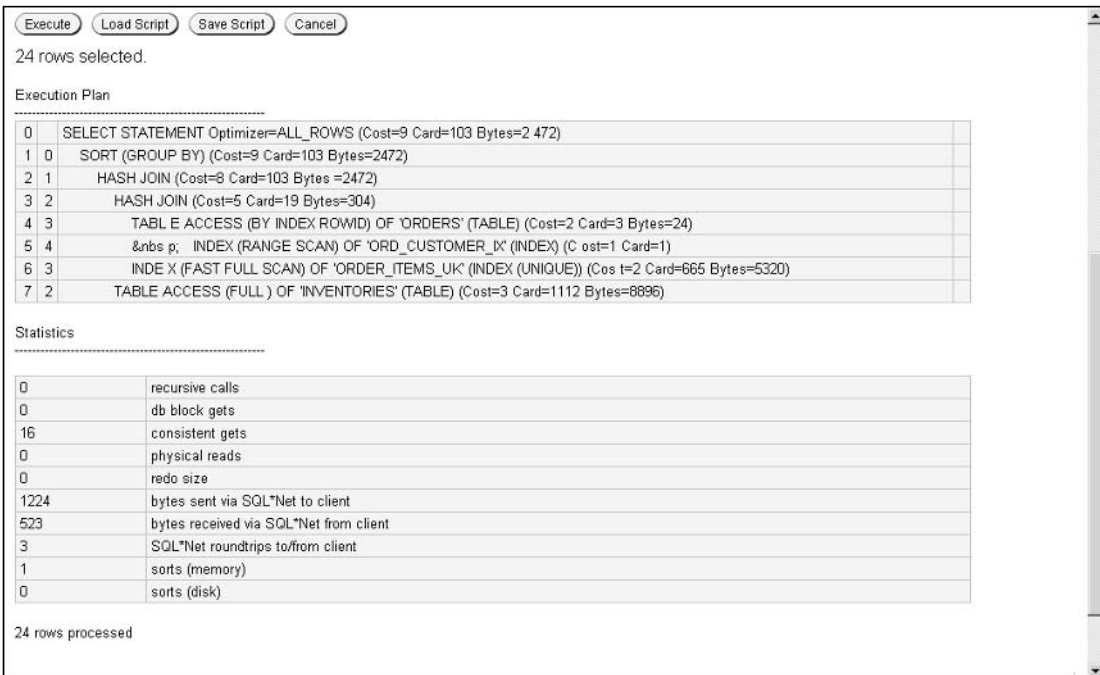 Execute Load Script Save Script Cancel
24 rows selected.
Execution Plan
------------------------------------------------------------
0 SELECT STATEMENT Optimizer=ALL_ROWS (Cost=9 Card=103 Bytes=2 472)
1 0 SORT (GROUP BY) (Cost=9 Card=103 Bytes=2472)
2 1 HASH JOIN (Cost=8 Card=103 Bytes =2472)
3 2 HASH JOIN (Cost=5 Card=19 Bytes=304)
4 3 TABL E ACCESS (BY INDEX ROWID) OF 'ORDERS' (TABLE) (Cost=2 Card=3 Bytes=24)
5 4 &nbs p; INDEX (RANGE SCAN) OF 'ORD_CUSTOMER_IX' (INDEX) (C ost=1 Card=1)
6 3 INDE X (FAST FULL SCAN) OF 'ORDER_ITEMS_UK' (INDEX (UNIQUE)) (Cos t=2 Card=665 Bytes=5320)
7 2 TABLE ACCESS (FULL ) OF 'INVENTORIES' (TABLE) (Cost=3 Card=1112 Bytes=8896)
Statistics
------------------------------------------------------------
0 recursive calls
0 db block gets
16 consistent gets
0 physical reads
0 redo size
1224 bytes sent via SQL*Net to client
523 bytes received via SQL*Net from client
3 SQL*Net roundtrips to/from client
1 sorts (memory)
0 sorts (disk)
24 rows processed